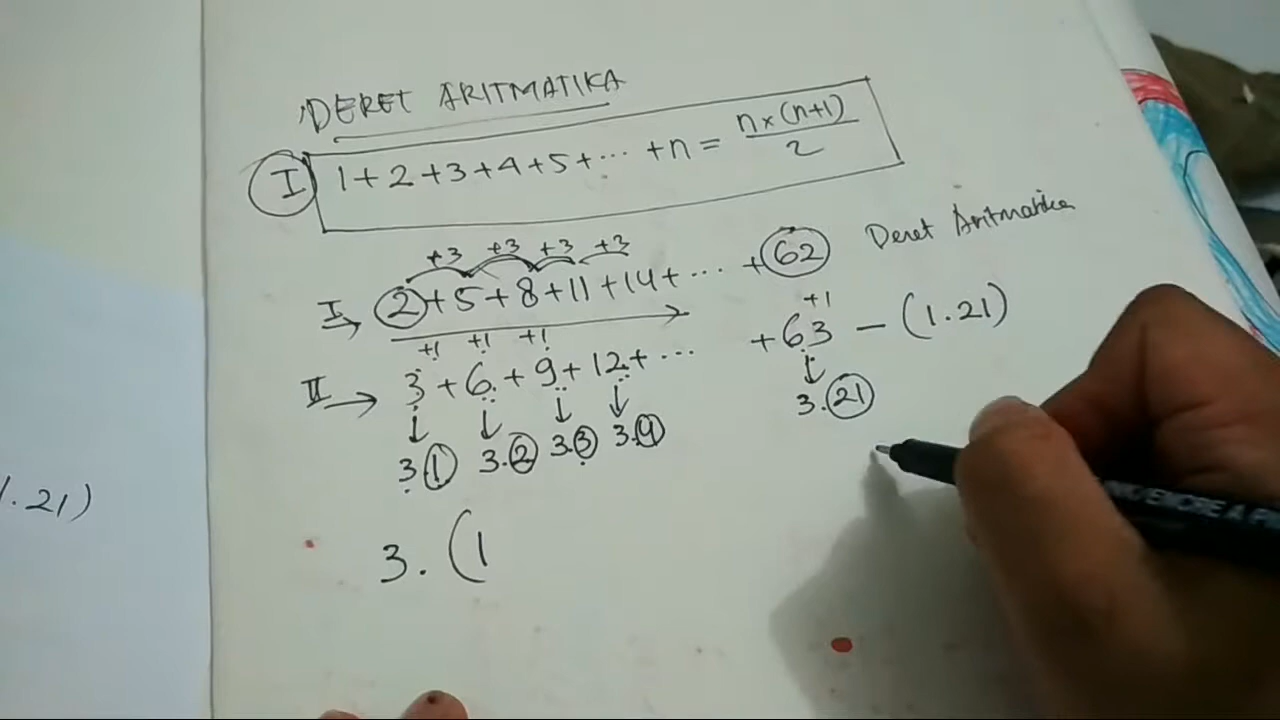 DERET ARITMATIKA
I 1+2+3+4+5+... +n = n×(n+1)/2
+3 +3 +3 +3
I → 2+5+8+11+14+... +62 Deret Aritmatika
+1 +1 +1 +1
II → 3+6+9+12+... +63 - (1.21)
↓ ↓ ↓ ↓ ↓
3.1 3.2 3.3 3.4 3.21
3. (1
.21)